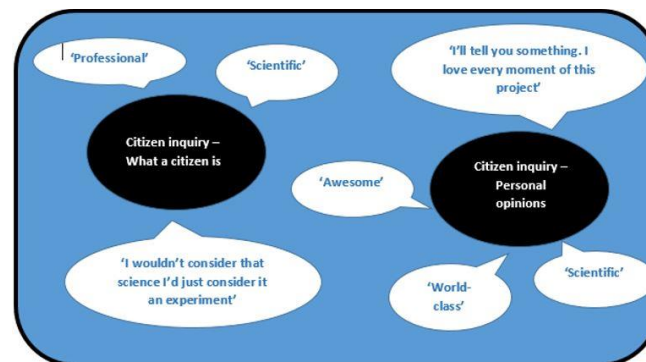 ‘Professional’
‘Scientific’
Citizen inquiry –
What a citizen is
‘I wouldn’t consider that
science I’d just consider it
an experiment’
‘I’ll tell you something. I
love every moment of this
project’
‘Awesome’
Citizen inquiry –
Personal
opinions
‘World-
class’
‘Scientific’